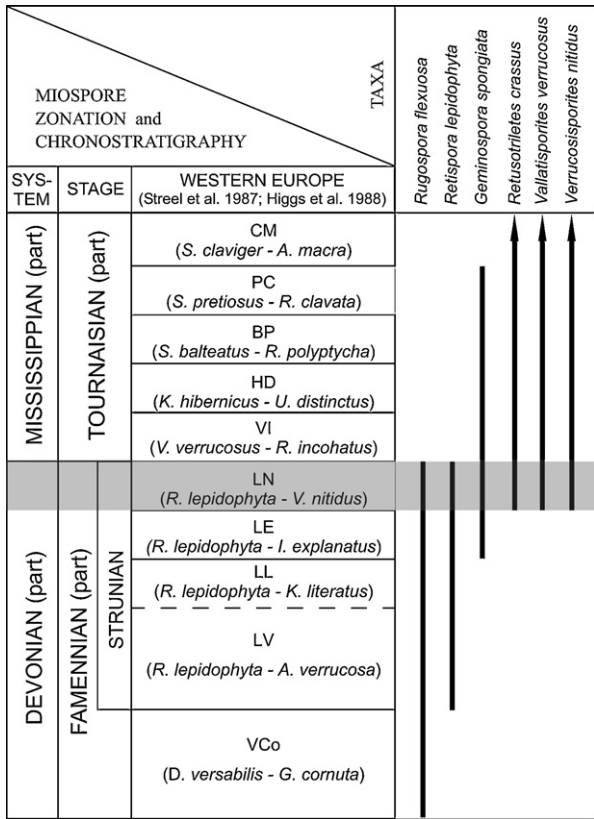 TAXA
MIOSPORE
ZONATION and
CHRONOSTRATIGRAPHY
Rugospora flexuosa
Retispora lepidophyta
Geminospora spongiata
Retusotriletes crassus
Vallatisporites verrucosus
Verrucosisporites nitidus
SYS-
TEM
STAGE
WESTERN EUROPE
(Streel et al. 1987; Higgs et al. 1988)
MISSISSIPPIAN (part)
TOURNAISIAN (part)
CM
(S. claviger - A. macra)
PC
(S. pretiosus - R. clavata)
BP
(S. balteatus - R. polyptycha)
HD
(K. hibernicus - U. distinctus)
VI
(V. verrucosus - R. incohatus)
DEVONIAN (part)
FAMENNIAN (part)
STRUNIAN
LN
(R. lepidophyta - V. nitidus)
LE
(R. lepidophyta - I. explanatus)
LL
(R. lepidophyta - K. literatus)
LV
(R. lepidophyta - A. verrucosa)
VCo
(D. versabilis - G. cornuta)